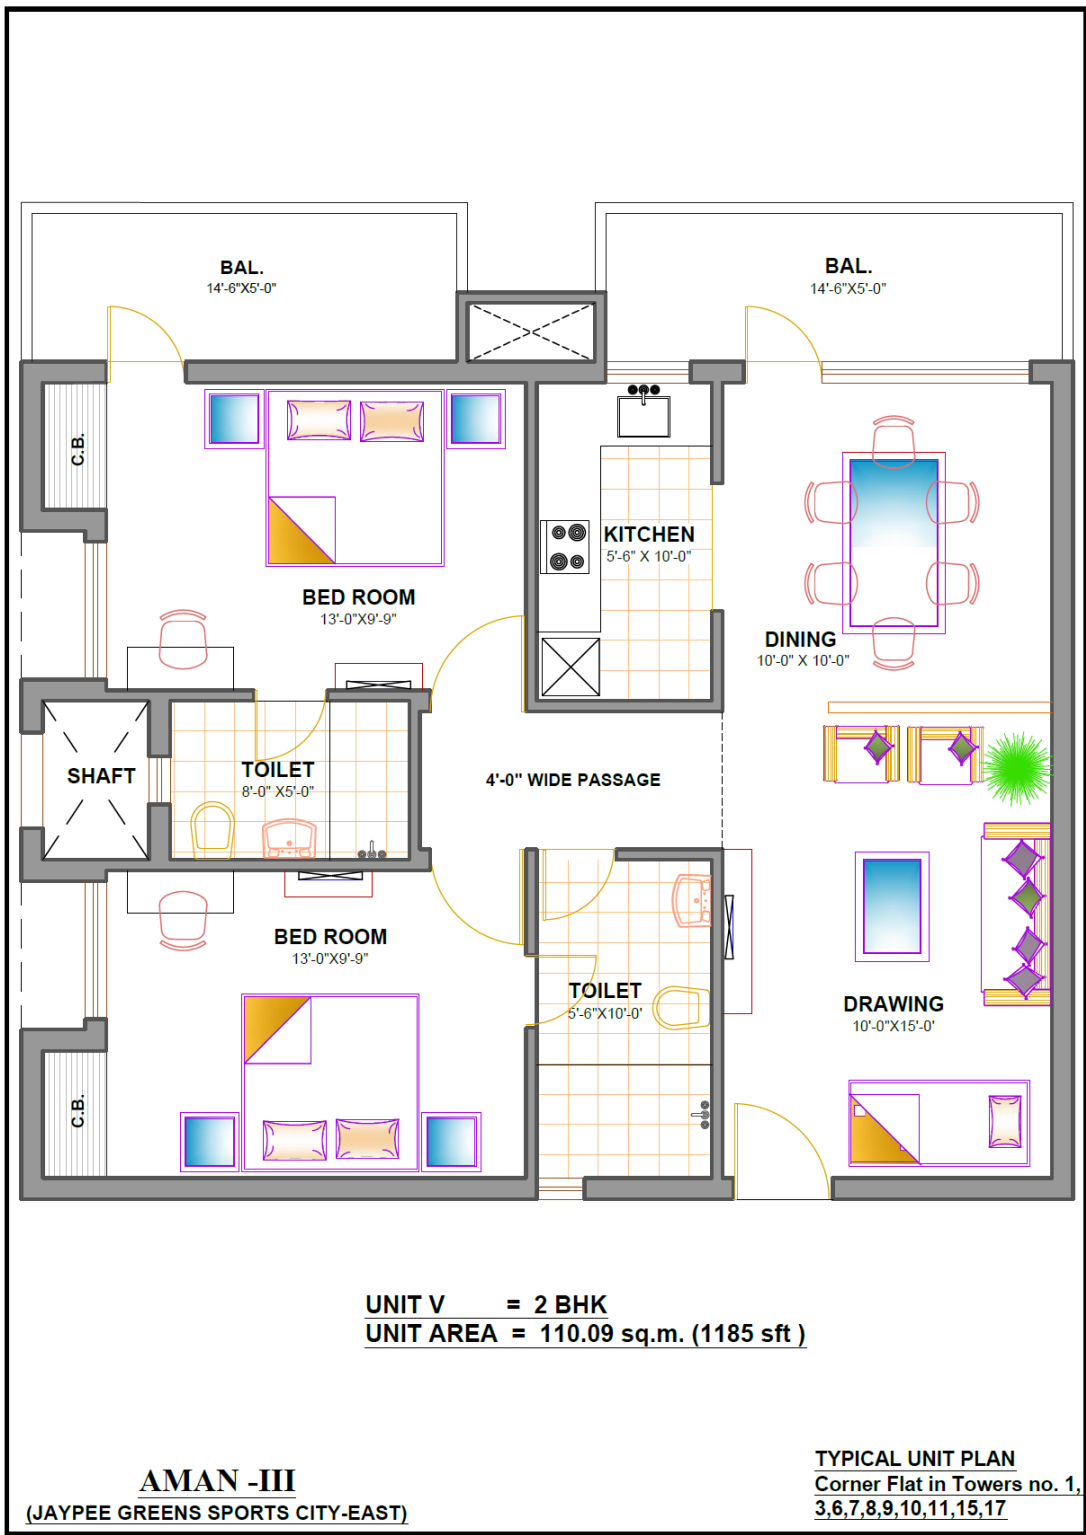 BAL.
14'-6"X5'-0"
BAL.
14'-6"X5'-0"
C.B.
KITCHEN
5'-6" X 10'-0"
BED ROOM
13'-0"X9'-9"
DINING
10'-0" X 10'-0"
SHAFT
TOILET
8'-0" X5'-0"
4'-0" WIDE PASSAGE
BED ROOM
13'-0"X9'-9"
TOILET
5'-6"X10'-0'
DRAWING
10'-0"X15'-0'
C.B.
UNIT V = 2 BHK
UNIT AREA = 110.09 sq.m. (1185 sft )
AMAN -III
(JAYPEE GREENS SPORTS CITY-EAST)
TYPICAL UNIT PLAN
Corner Flat in Towers no. 1,
3,6,7,8,9,10,11,15,17